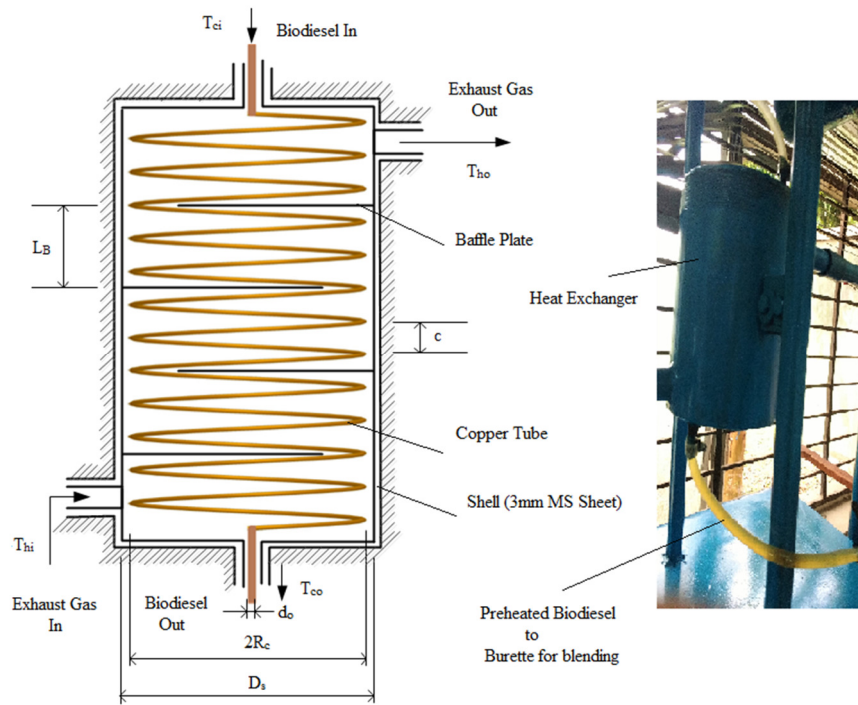 T_ci
Biodiesel In
Exhaust Gas
Out
T_ho
L_B
Baffle Plate
Heat Exchanger
c
Copper Tube
Shell (3mm MS Sheet)
T_hi
Exhaust Gas
In
Biodiesel
Out
T_co
d_o
2R_c
D_s
Preheated Biodiesel
to
Burette for blending